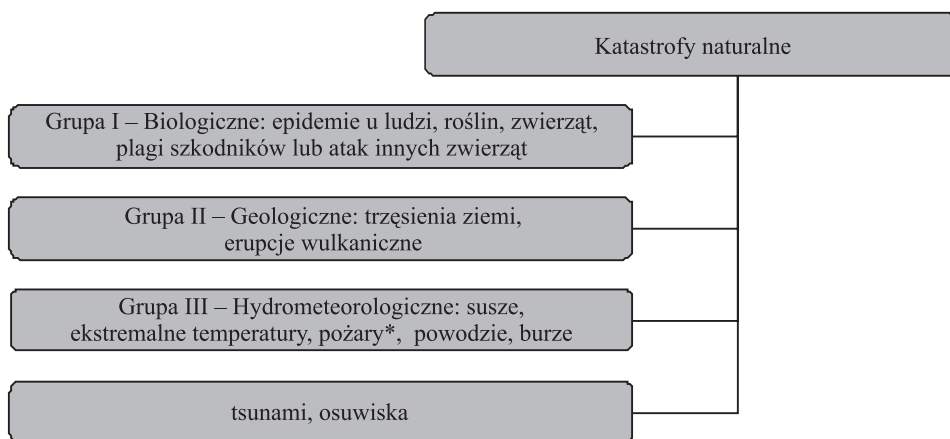 Katastrofy naturalne
Grupa I – Biologiczne: epidemie u ludzi, roślin, zwierząt,
plagi szkodników lub atak innych zwierząt
Grupa II – Geologiczne: trzęsienia ziemi,
erupcje wulkaniczne
Grupa III – Hydrometeorologiczne: susze,
ekstremalne temperatury, pożary*, powodzie, burze
tsunami, osuwiska